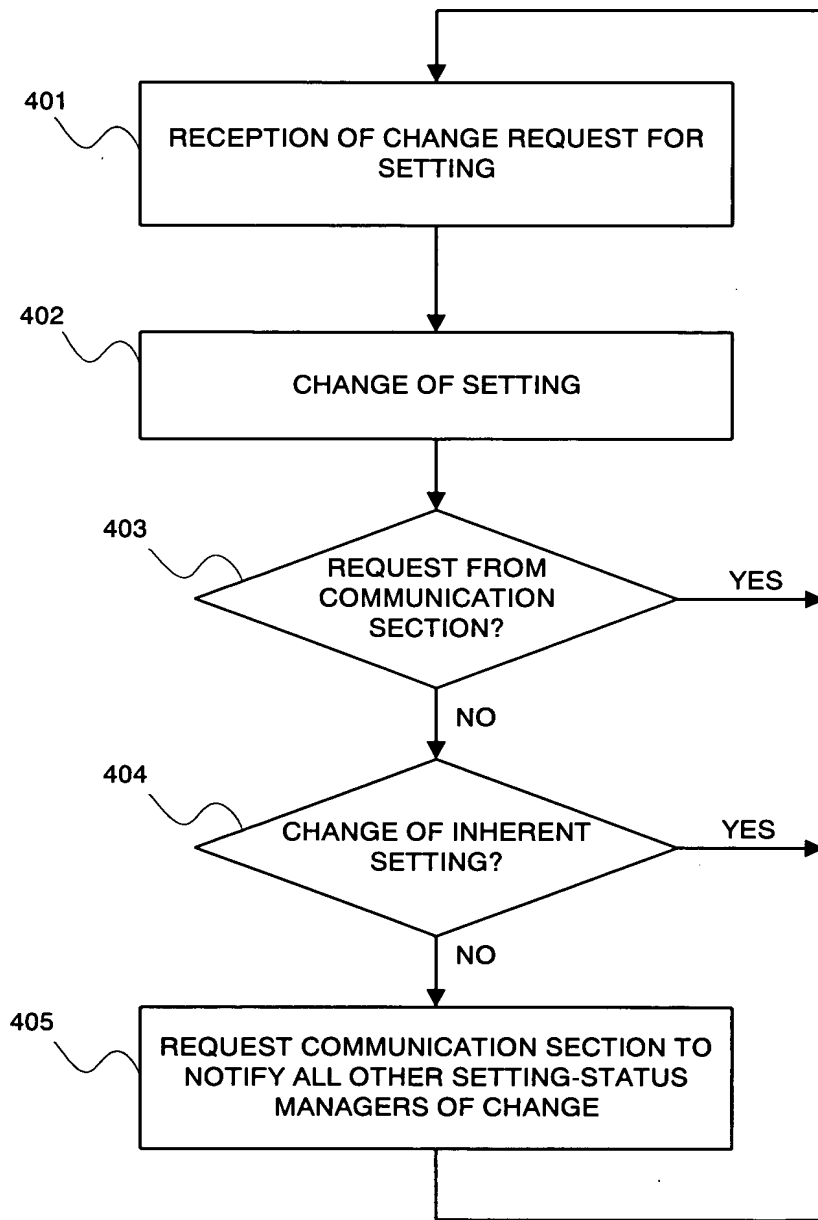 401
RECEPTION OF CHANGE REQUEST FOR
SETTING
402
CHANGE OF SETTING
403
REQUEST FROM
COMMUNICATION
SECTION?
YES
NO
404
CHANGE OF INHERENT
SETTING?
YES
NO
405
REQUEST COMMUNICATION SECTION TO
NOTIFY ALL OTHER SETTING-STATUS
MANAGERS OF CHANGE